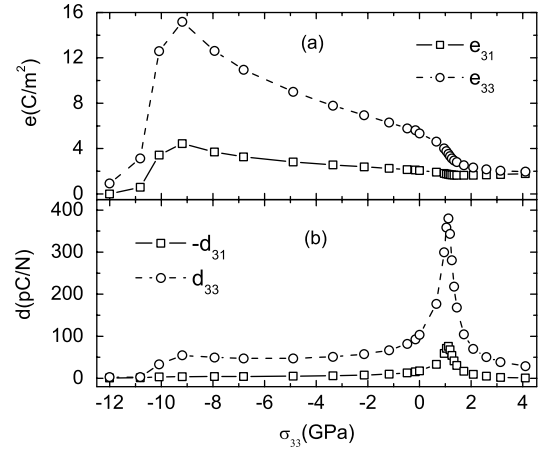 16
12
8
4
0
e(C/m²)
(a)
e₃₁
e₃₃
400
300
200
100
50
0
d(pC/N)
(b)
-d₃₁
d₃₃
-12 -10 -8 -6 -4 -2 0 2 4
σ₃₃(GPa)